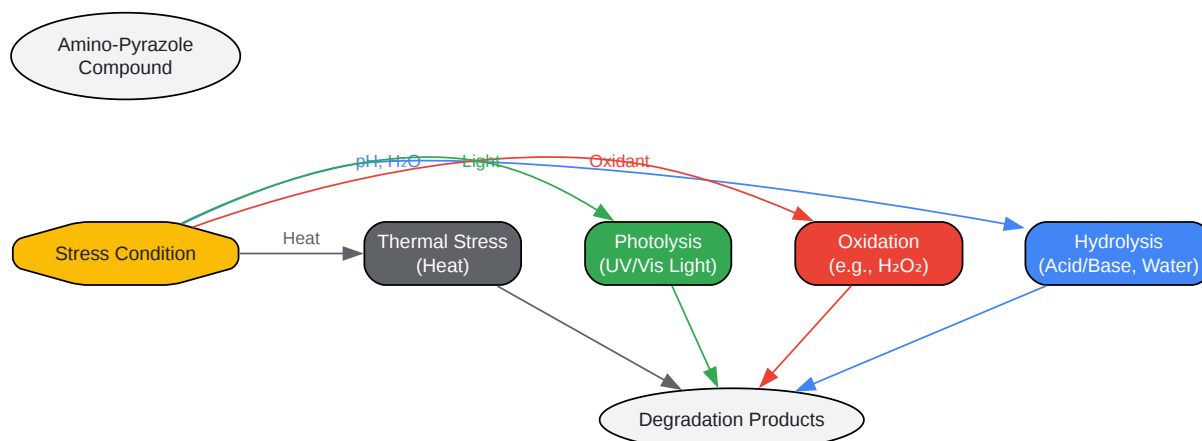 Amino-Pyrazole
Compound
pH, H₂O
Light
Oxidant
Stress Condition
Heat
Thermal Stress
(Heat)
Photolysis
(UV/Vis Light)
Oxidation
(e.g., H₂O₂)
Hydrolysis
(Acid/Base, Water)
Degradation Products